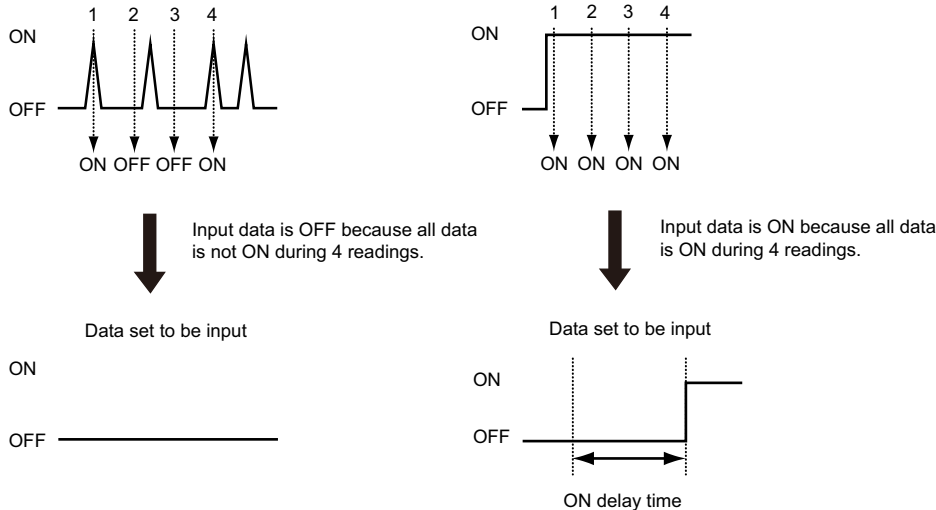 1 2 3 4
ON
OFF
ON OFF OFF ON
Input data is OFF because all data
is not ON during 4 readings.
Data set to be input
ON
OFF
1 2 3 4
ON
OFF
ON ON ON ON
Input data is ON because all data
is ON during 4 readings.
Data set to be input
ON
OFF
ON delay time